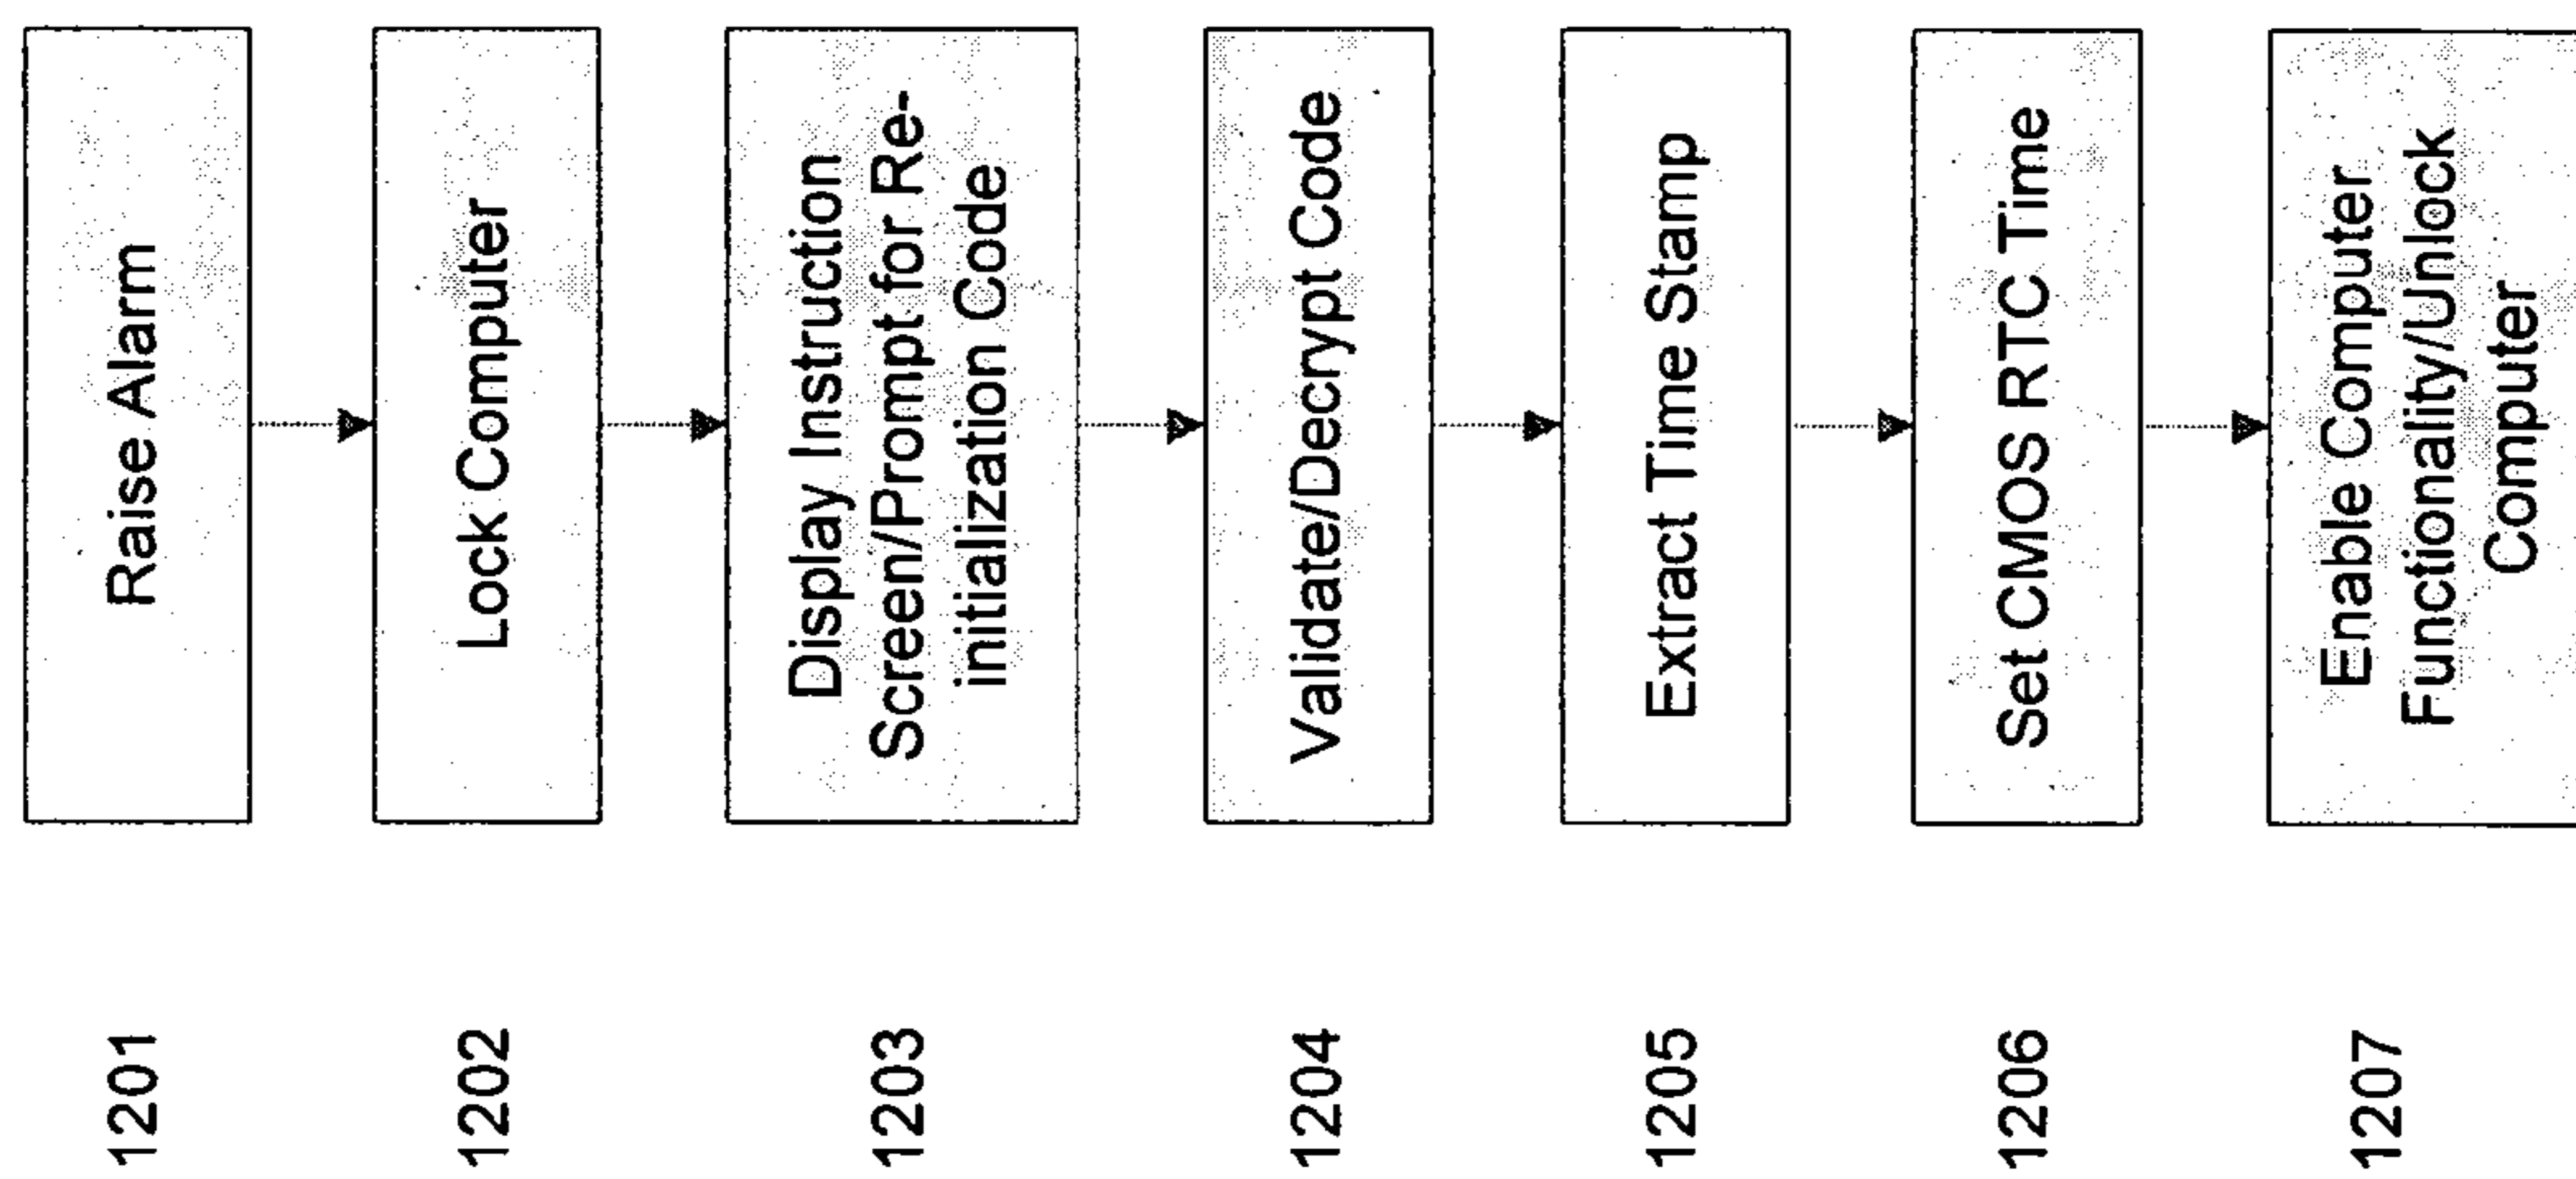 1201
Raise Alarm
1202
Lock Computer
1203
Display Instruction
Screen/Prompt for Re-
initialization Code
1204
Validate/Decrypt Code
1205
Extract Time Stamp
1206
Set CMOS RTC Time
1207
Enable Computer
Functionality/Unlock
Computer